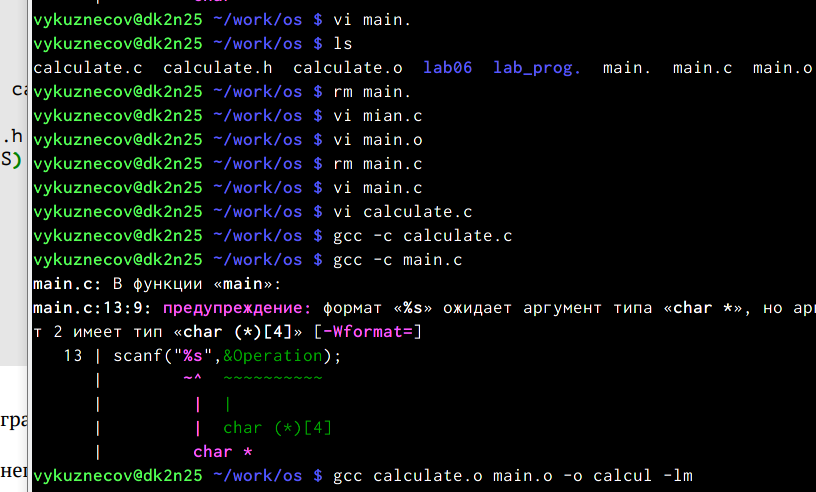 vykuznecov@dk2n25 ~/work/os $ vi main.
vykuznecov@dk2n25 ~/work/os $ ls
calculate.c calculate.h calculate.o lab06 lab_prog. main. main.c main.o
vykuznecov@dk2n25 ~/work/os $ rm main.
vykuznecov@dk2n25 ~/work/os $ vi mian.c
.h
vykuznecov@dk2n25 ~/work/os $ vi main.o
S)
vykuznecov@dk2n25 ~/work/os $ rm main.c
vykuznecov@dk2n25 ~/work/os $ vi main.c
vykuznecov@dk2n25 ~/work/os $ vi calculate.c
vykuznecov@dk2n25 ~/work/os $ gcc -c calculate.c
vykuznecov@dk2n25 ~/work/os $ gcc -c main.c
main.c: В функции «main»:
main.c:13:9: предупреждение: формат «%s» ожидает аргумент типа «char *», но
т 2 имеет тип «char (*)[4]» [-Wformat=]
13 | scanf("%s",&Operation);
| ~^ ~~~~~~~~~~
| | |
| | char (*)[4]
| char *
vykuznecov@dk2n25 ~/work/os $ gcc calculate.o main.o -o calcul -lm